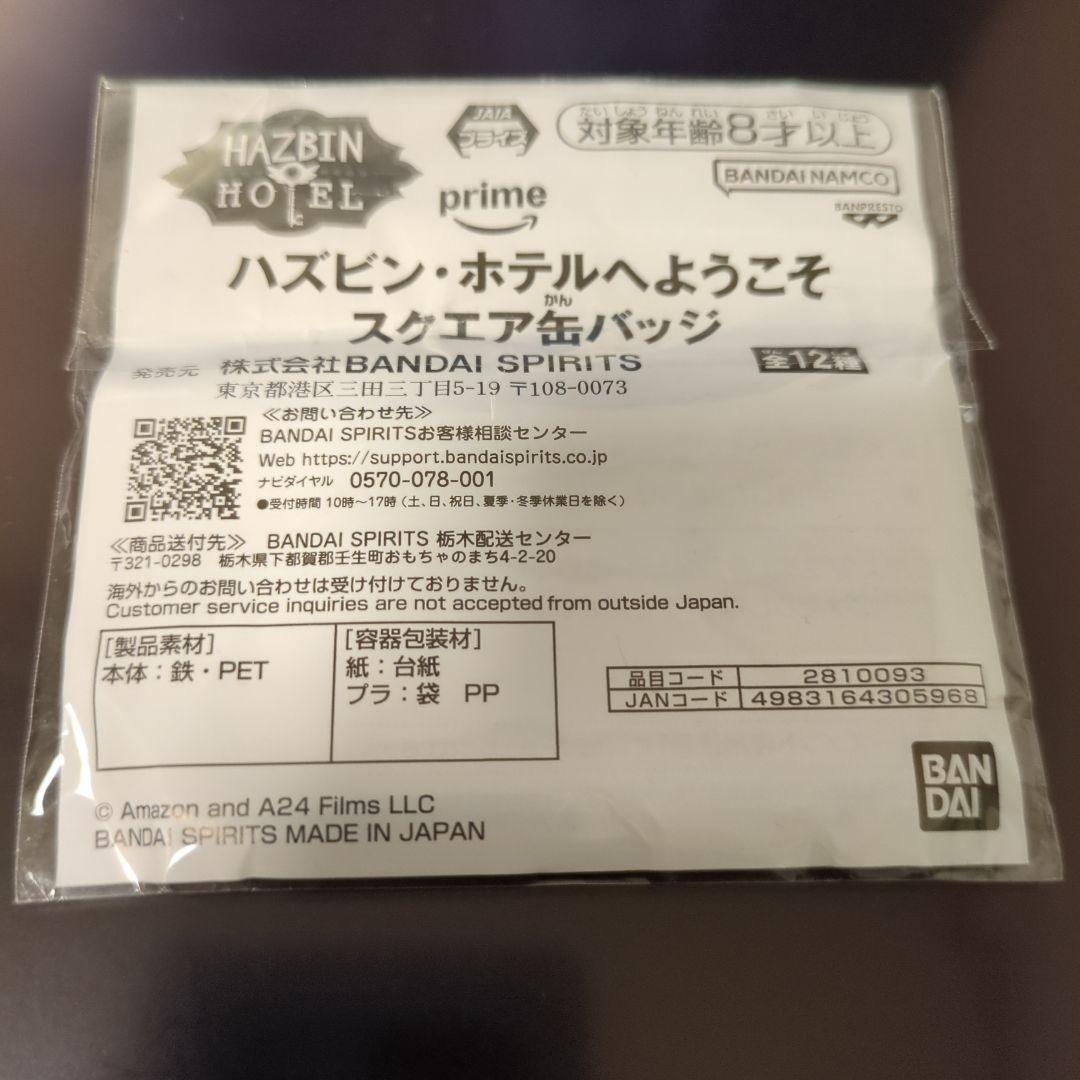 HAZBIN
HOTEL
JAIA
プライズ
たいしょうねんれい さい いじょう
対象年齢8才以上
prime
BANDAI NAMCO
BANPRESTO
ハズビン・ホテルへようこそ
かん
スクエア缶バッジ
発売元 株式会社BANDAI SPIRITS
全12種
東京都港区三田三丁目5-19 〒108-0073
≪お問い合わせ先≫
BANDAI SPIRITSお客様相談センター
Web https://support.bandaispirits.co.jp
ナビダイヤル 0570-078-001
●受付時間 10時〜17時（土、日、祝日、夏季・冬季休業日を除く）
≪商品送付先≫ BANDAI SPIRITS 栃木配送センター
〒321-0298 栃木県下都賀郡壬生町おもちゃのまち4-2-20
海外からのお問い合わせは受け付けておりません。
Customer service inquiries are not accepted from outside Japan.
[製品素材]
本体：鉄・PET
[容器包装材]
紙：台紙
プラ：袋 PP
品目コード 2810093
JANコード 4983164305968
BAN
DAI
© Amazon and A24 Films LLC
BANDAI SPIRITS MADE IN JAPAN